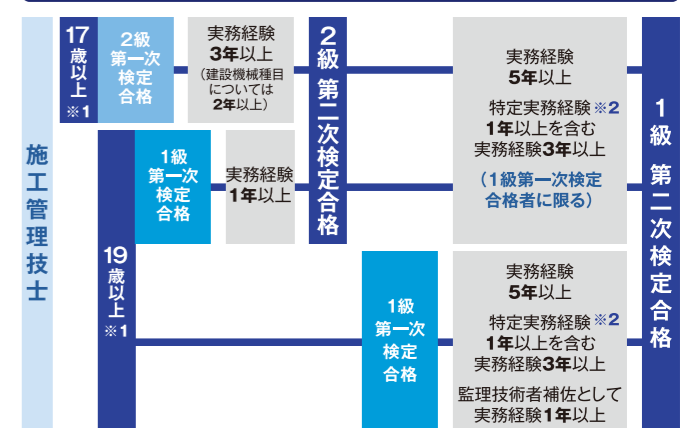 施工管理技士
17歳以上
※1
2級
第一次
検定
合格
実務経験
3年以上
(建設機械種目
については
2年以上)
2級 第二次検定合格
19歳以上
※1
1級
第一次
検定
合格
実務経験
1年以上
実務経験
5年以上
特定実務経験※2
1年以上を含む
実務経験3年以上
(1級第一次検定
合格者に限る)
1級
第一次
検定
合格
実務経験
5年以上
特定実務経験※2
1年以上を含む
実務経験3年以上
監理技術者補佐として
実務経験1年以上
1級 第二次検定合格